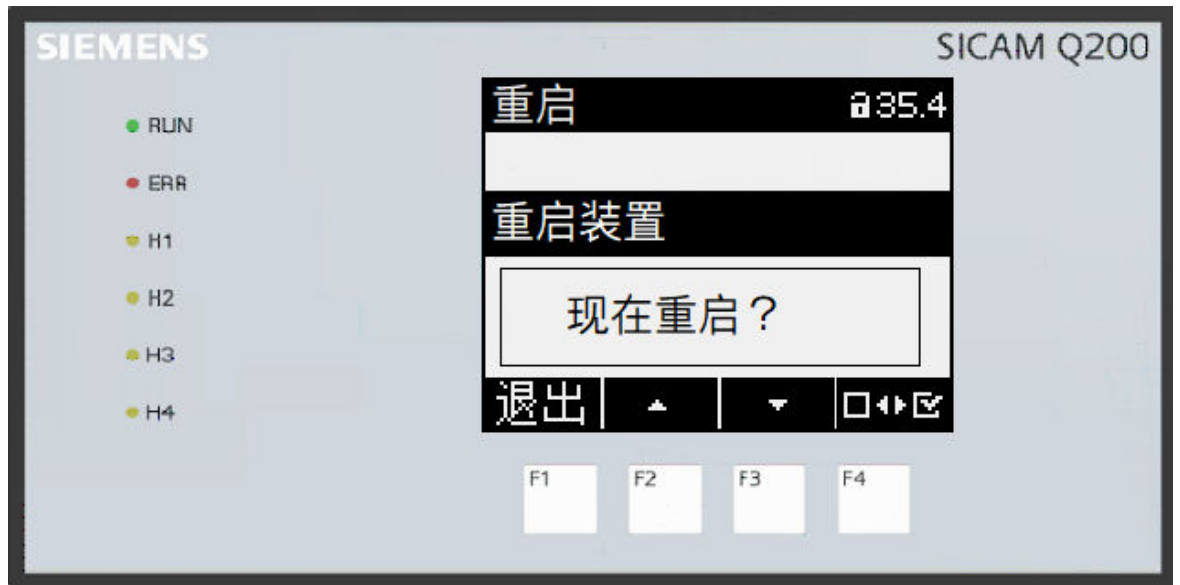 SIEMENS
SICAM Q200
重启 35.4
RUN
ERR
重启装置
H1
H2
现在重启？
H3
退出
H4
F1 F2 F3 F4